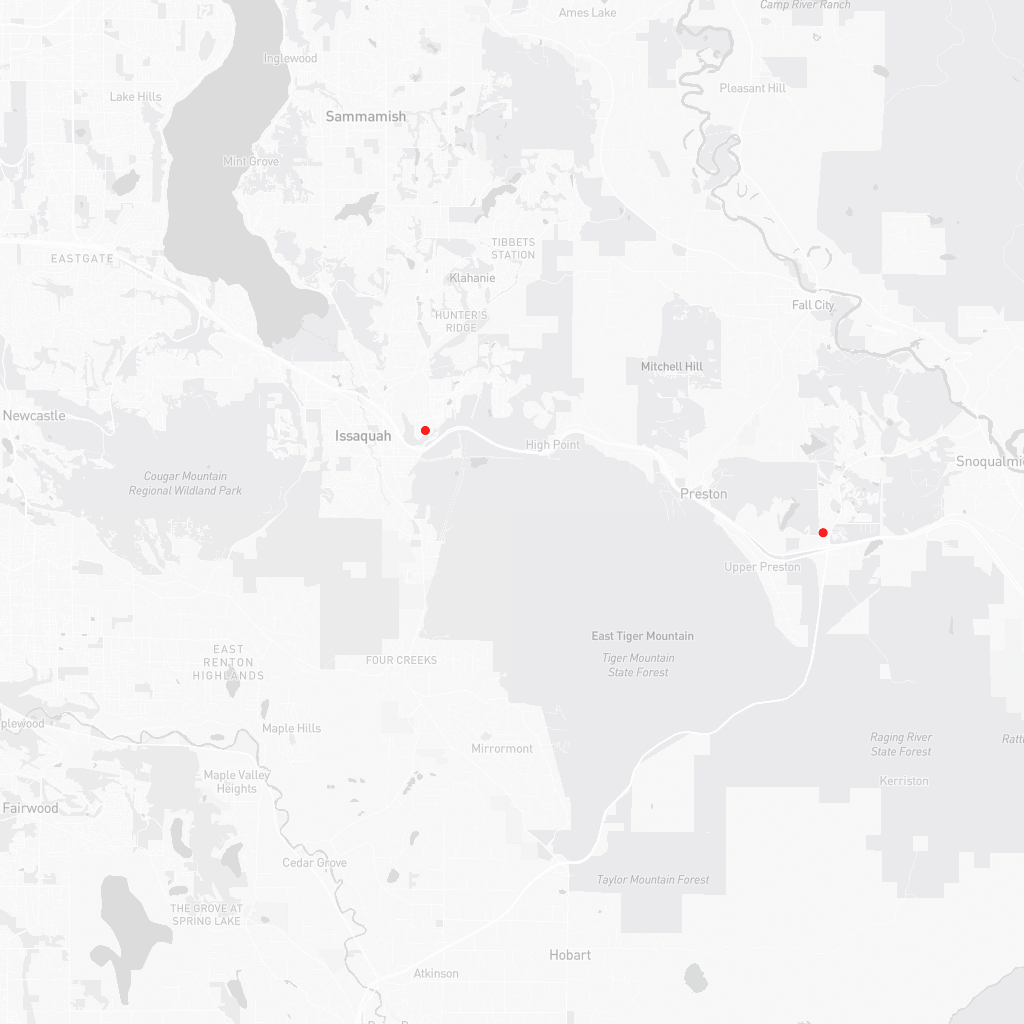 Camp River Ranch
Ames Lake
Inglewood
Pleasant Hill
Lake Hills
Sammamish
Mint Grove
TIBBETS
STATION
EASTGATE
Klahanie
Fall City
HUNTER'S
RIDGE
Mitchell Hill
Newcastle
Issaquah
High Point
Snoqualmie
Cougar Mountain
Regional Wildland Park
Preston
Upper Preston
East Tiger Mountain
EAST
RENTON
HIGHLANDS
FOUR CREEKS
Tiger Mountain
State Forest
plewood
Maple Hills
Raging River
State Forest
Ratt
Mirrormont
Maple Valley
Heights
Kerriston
Fairwood
Cedar Grove
Taylor Mountain Forest
THE GROVE AT
SPRING LAKE
Hobart
Atkinson